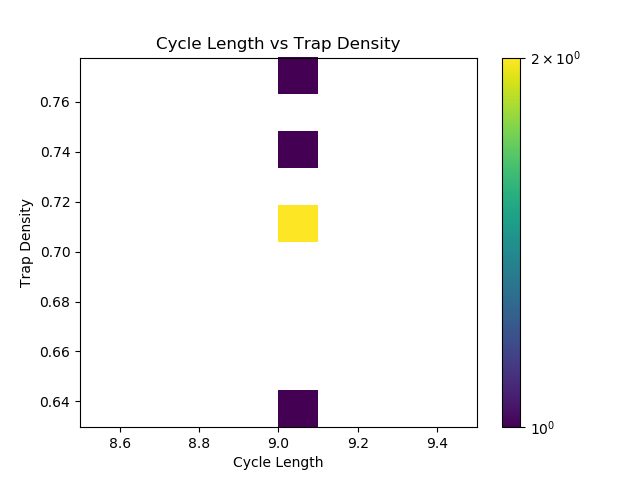 Cycle Length vs Trap Density
Trap Density
0.76
0.74
0.72
0.70
0.68
0.66
0.64
8.6 8.8 9.0 9.2 9.4
Cycle Length
2 × 10⁰
10⁰